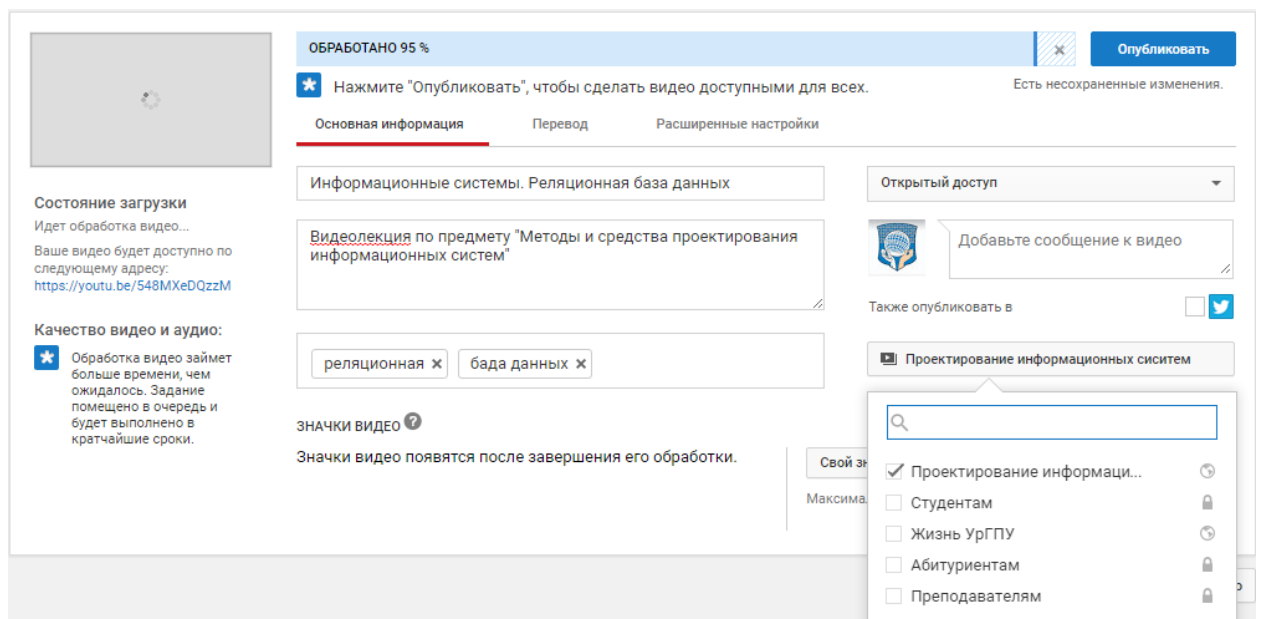 ОБРАБОТАНО 95 %
Опубликовать
Нажмите "Опубликовать", чтобы сделать видео доступными для всех.
Есть несохраненные изменения.
Основная информация
Перевод
Расширенные настройки
Состояние загрузки
Идет обработка видео...
Ваше видео будет доступно по
следующему адресу:
https://youtu.be/548MXeDQzzM
Качество видео и аудио:
Обработка видео займет
больше времени, чем
ожидалось. Задание
помещено в очередь и
будет выполнено в
кратчайшие сроки.
Информационные системы. Реляционная база данных
Видеолекция по предмету "Методы и средства проектирования
информационных систем"
реляционная
бада данных
ЗНАЧКИ ВИДЕО
Значки видео появятся после завершения его обработки.
Свой зн
Максима
Открытый доступ
Добавьте сообщение к видео
Также опубликовать в
Проектирование информационных сиситем
Проектирование информаци...
Студентам
Жизнь УрГПУ
Абитуриентам
Преподавателям